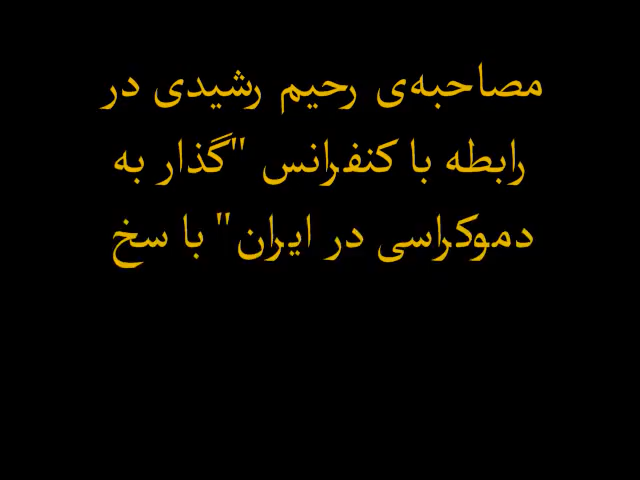 مصاحبه‌ی رحیم رشیدی در
رابطه با کنفرانس "گذار به
دموکراسی در ایران" با سخ